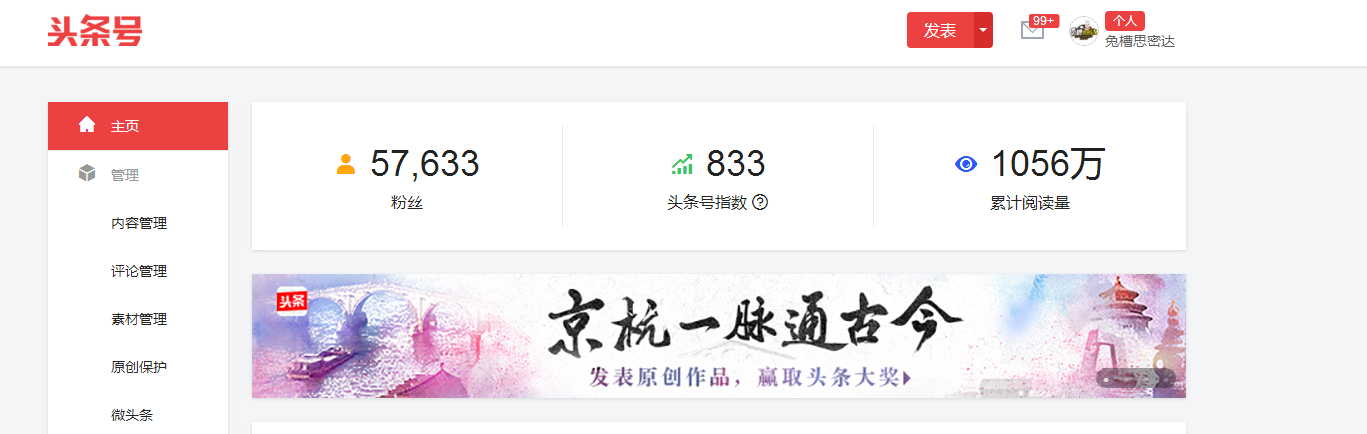 头条号
发表
99+
个人
兔槽思密达
主页
管理
内容管理
评论管理
素材管理
原创保护
微头条
57,633
粉丝
833
头条号指数
1056万
累计阅读量
头条
京杭一脉通古今
发表原创作品，赢取头条大奖